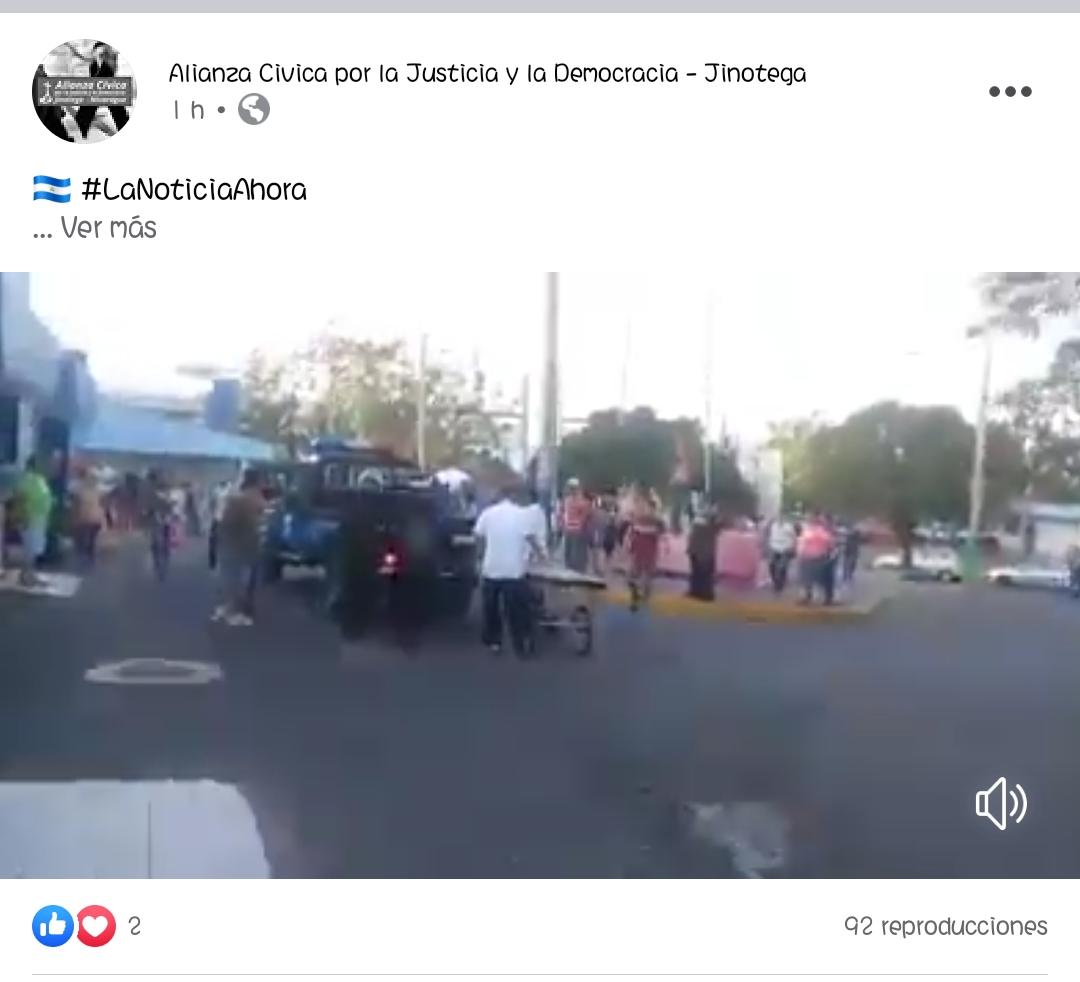 Alianza Civica por la Justicia y la Democracia - Jinotega
1 h •
#LaNoticiaAhora
... Ver más
2
92 reproducciones